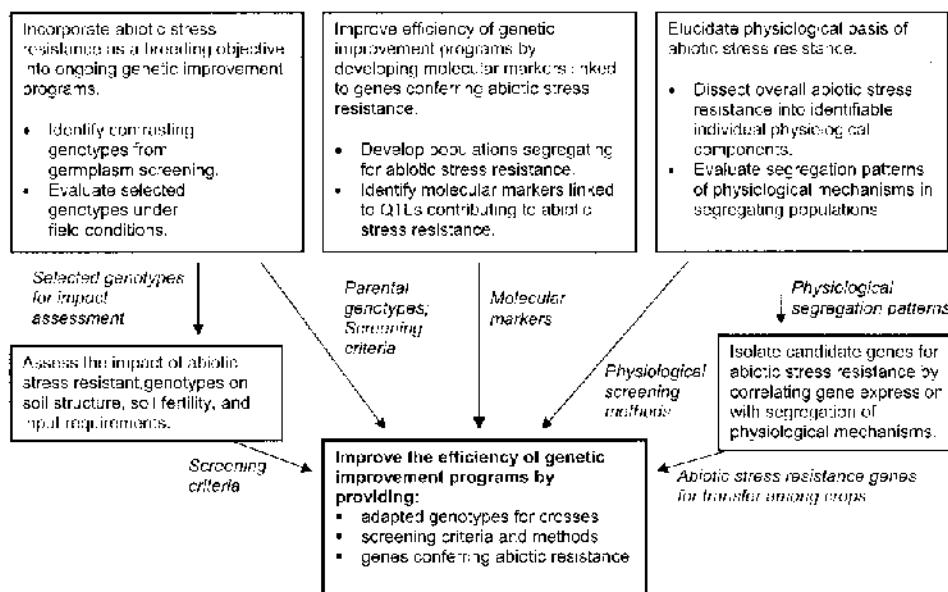 Incorporate abiotic stress
resistance as a breeding objective
into ongoing genetic improvement
programs.
• Identify contrasting
genotypes from
germplasm screening.
• Evaluate selected
genotypes under
field conditions.
Improve efficiency of genetic
improvement programs by
developing molecular markers linked
to genes conferring abiotic stress
resistance.
• Develop populations segregating
for abiotic stress resistance.
• Identify molecular markers linked
to QTLs contributing to abiotic
stress resistance.
Elucidate physiological basis of
abiotic stress resistance.
• Dissect overall abiotic stress
resistance into identifiable
individual physiological
components.
• Evaluate segregation patterns
of physiological mechanisms in
segregating populations
Selected genotypes
for impact
assessment
Parental
genotypes;
Screening
criteria
Molecular
markers
Physiological
screening
methods
Physiological
segregation patterns
Assess the impact of abiotic
stress resistant,genotypes on
soil structure, soil fertility, and
input requirements.
Isolate candidate genes for
abiotic stress resistance by
correlating gene expression
with segregation of
physiological mechanisms.
Screening
criteria
Abiotic stress resistance genes
for transfer among crops
Improve the efficiency of genetic
improvement programs by
providing:
▪ adapted genotypes for crosses
▪ screening criteria and methods
▪ genes conferring abiotic resistance